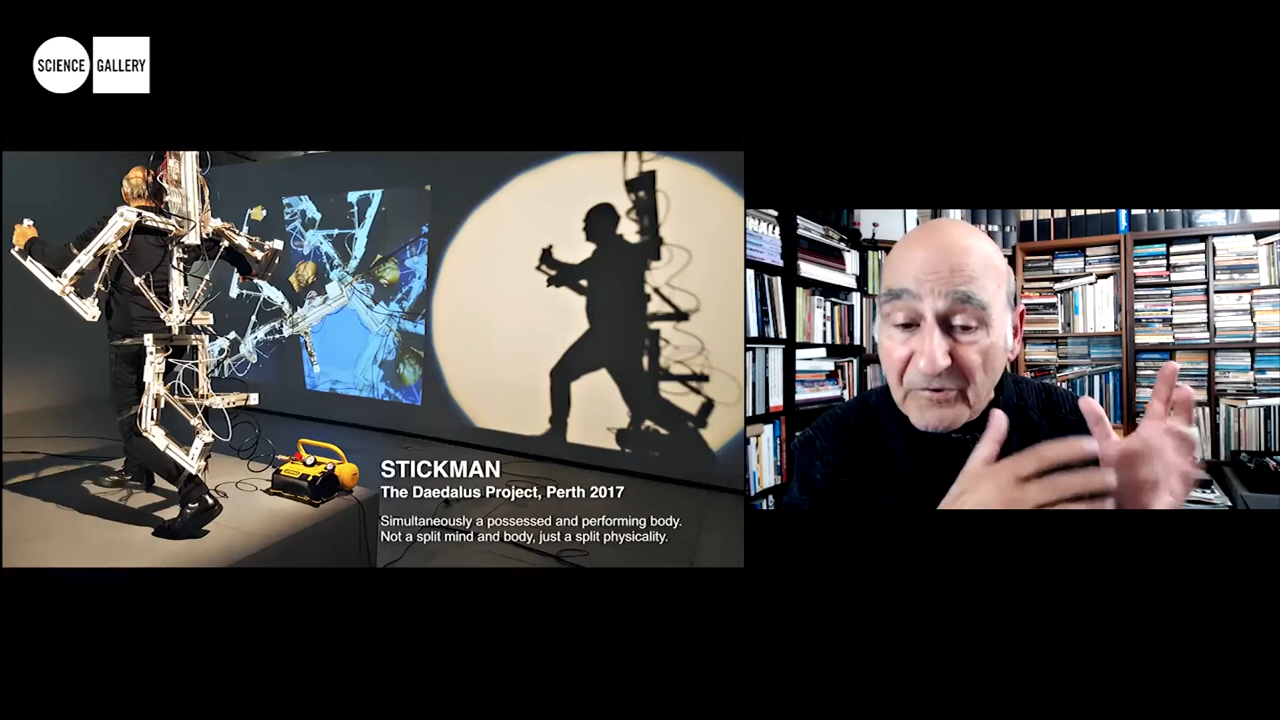 SCIENCE GALLERY
STICKMAN
The Daedalus Project, Perth 2017
Simultaneously a possessed and performing body.
Not a split mind and body, just a split physicality.